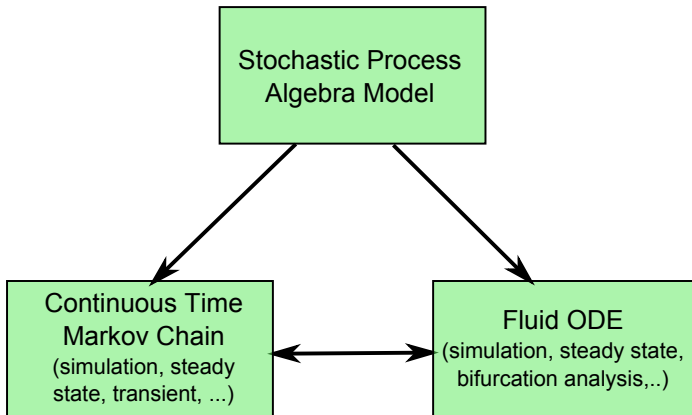 Stochastic Process
Algebra Model
Continuous Time
Markov Chain
(simulation, steady
state, transient, ...)
Fluid ODE
(simulation, steady state,
bifurcation analysis,..)